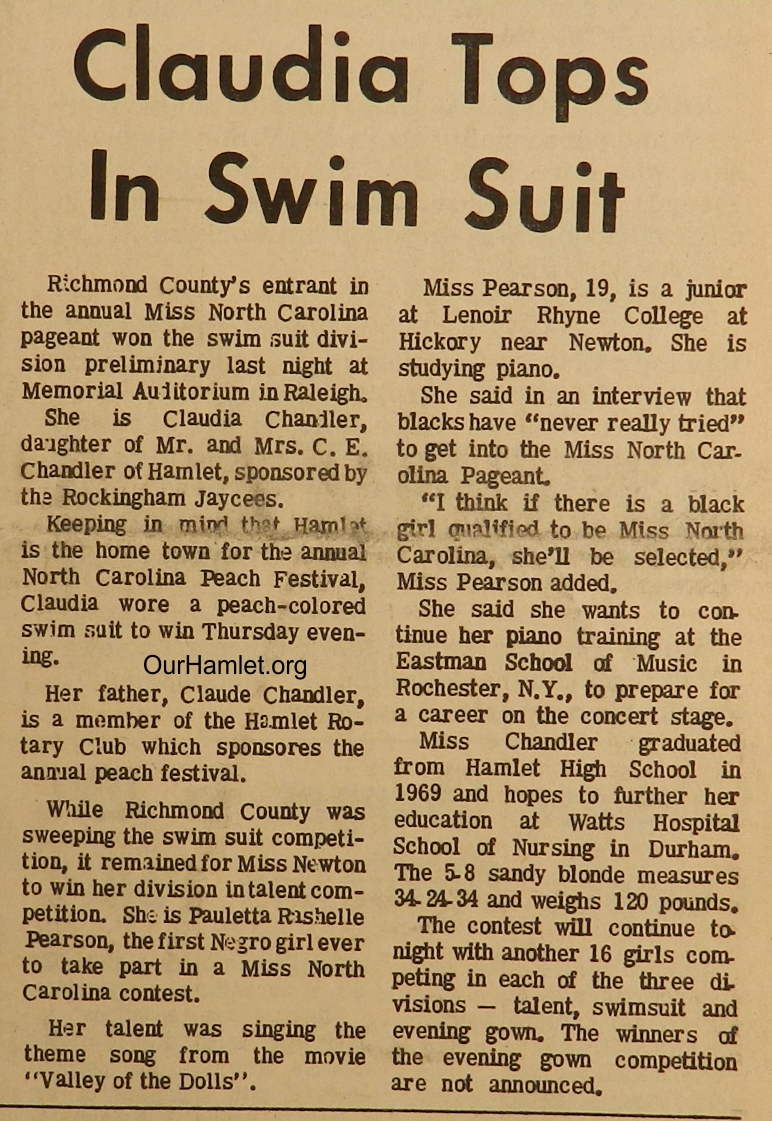 Claudia Tops
In Swim Suit
Richmond County's entrant in
the annual Miss North Carolina
pageant won the swim suit divi-
sion preliminary last night at
Memorial Auditorium in Raleigh.
She is Claudia Chandler,
daughter of Mr. and Mrs. C. E.
Chandler of Hamlet, sponsored by
the Rockingham Jaycees.
Keeping in mind that Hamlet
is the home town for the annual
North Carolina Peach Festival,
Claudia wore a peach-colored
swim suit to win Thursday even-
ing.
OurHamlet.org
Her father, Claude Chandler,
is a member of the Hamlet Ro-
tary Club which sponsores the
annual peach festival.
While Richmond County was
sweeping the swim suit competi-
tion, it remained for Miss Newton
to win her division in talent com-
petition. She is Pauletta Rashelle
Pearson, the first Negro girl ever
to take part in a Miss North
Carolina contest.
Her talent was singing the
theme song from the movie
"Valley of the Dolls".
Miss Pearson, 19, is a junior
at Lenoir Rhyne College at
Hickory near Newton. She is
studying piano.
She said in an interview that
blacks have "never really tried"
to get into the Miss North Car-
olina Pageant.
"I think if there is a black
girl qualified to be Miss North
Carolina, she'll be selected,"
Miss Pearson added.
She said she wants to con-
tinue her piano training at the
Eastman School of Music in
Rochester, N.Y., to prepare for
a career on the concert stage.
Miss Chandler graduated
from Hamlet High School in
1969 and hopes to further her
education at Watts Hospital
School of Nursing in Durham.
The 5-8 sandy blonde measures
34-24-34 and weighs 120 pounds.
The contest will continue to-
night with another 16 girls com-
peting in each of the three di-
visions — talent, swimsuit and
evening gown. The winners of
the evening gown competition
are not announced.